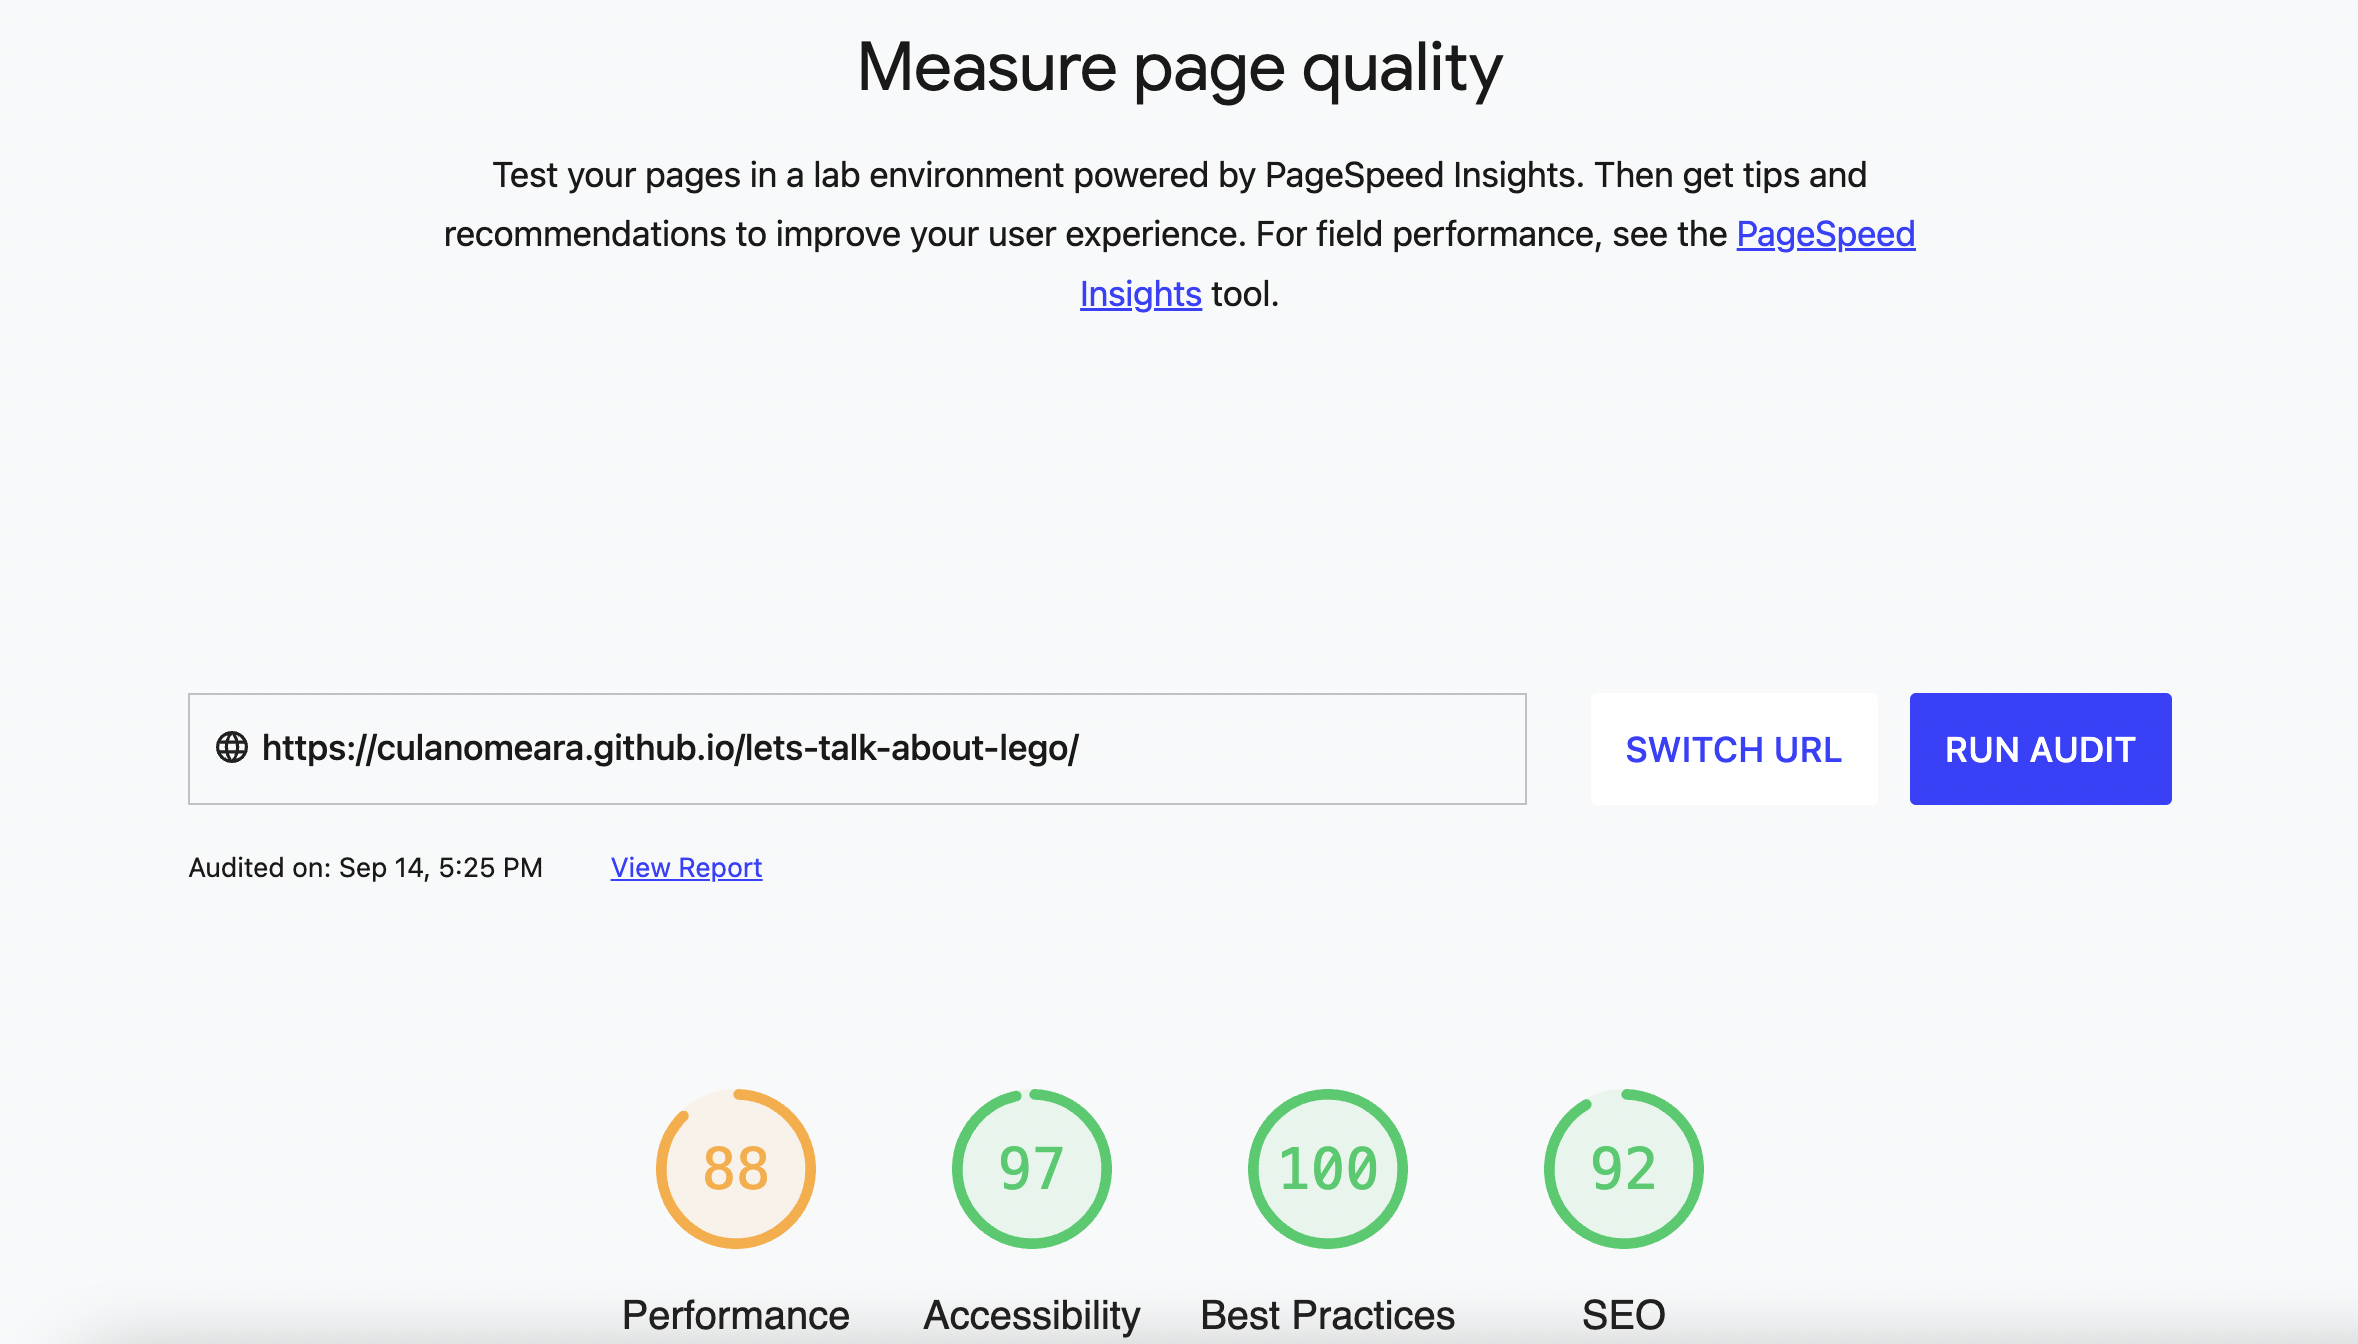 Measure page quality
Test your pages in a lab environment powered by PageSpeed Insights. Then get tips and
recommendations to improve your user experience. For field performance, see the PageSpeed
Insights tool.
https://culanomeara.github.io/lets-talk-about-lego/
SWITCH URL
RUN AUDIT
Audited on: Sep 14, 5:25 PM
View Report
88
97
100
92
Performance
Accessibility
Best Practices
SEO